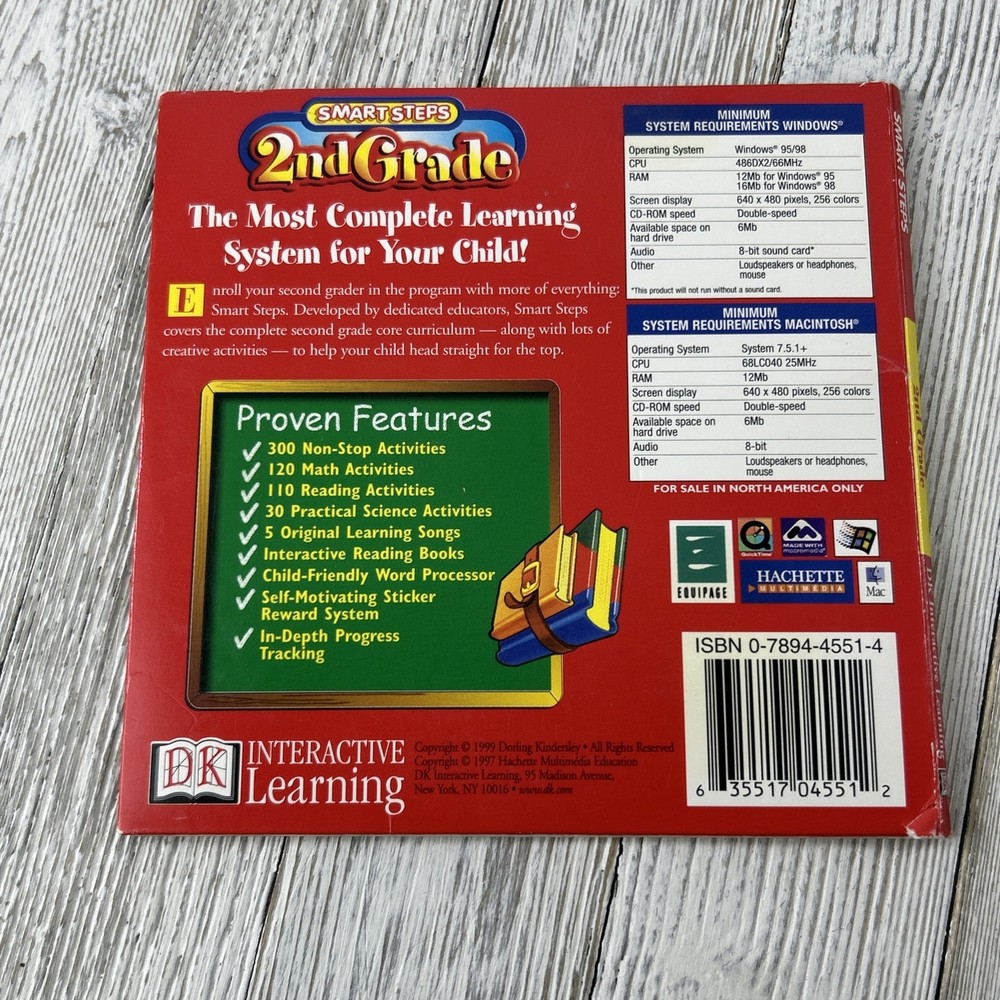 SMART STEPS
2nd Grade
The Most Complete Learning
System for Your Child!
Enroll your second grader in the program with more of everything:
Smart Steps. Developed by dedicated educators, Smart Steps
covers the complete second grade core curriculum — along with lots of
creative activities — to help your child head straight for the top.
Proven Features
✓ 300 Non-Stop Activities
✓ 120 Math Activities
✓ 110 Reading Activities
✓ 30 Practical Science Activities
✓ 5 Original Learning Songs
✓ Interactive Reading Books
✓ Child-Friendly Word Processor
✓ Self-Motivating Sticker
Reward System
✓ In-Depth Progress
Tracking
DK INTERACTIVE
Learning
Copyright © 1999 Dorling Kindersley • All Rights Reserved
Copyright © 1997 Hachette Multimédia Education
DK Interactive Learning, 95 Madison Avenue,
New York, NY 10016 • www.dk.com
MINIMUM
SYSTEM REQUIREMENTS WINDOWS®
Operating System Windows® 95/98
CPU 486DX2/66MHz
RAM 12Mb for Windows® 95
16Mb for Windows® 98
Screen display 640 x 480 pixels, 256 colors
CD-ROM speed Double-speed
Available space on 6Mb
hard drive
Audio 8-bit sound card*
Other Loudspeakers or headphones,
mouse
*This product will not run without a sound card.
MINIMUM
SYSTEM REQUIREMENTS MACINTOSH®
Operating System System 7.5.1+
CPU 68LC040 25MHz
RAM 12Mb
Screen display 640 x 480 pixels, 256 colors
CD-ROM speed Double-speed
Available space on 6Mb
hard drive
Audio 8-bit
Other Loudspeakers or headphones,
mouse
FOR SALE IN NORTH AMERICA ONLY
EQUIPAGE
QuickTime™
MADE WITH
macromedia®
HACHETTE
MULTIMÉDIA
Mac
ISBN 0-7894-4551-4
6 35517 04551 2
SMART STEPS
2nd Grade
DK Interactive Learning